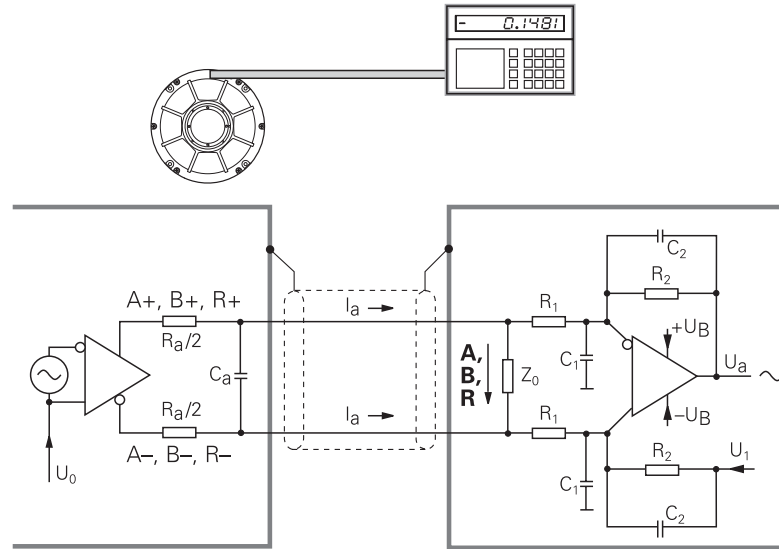 - 0.1481
A+, B+, R+
Ra/2
Ca
Ra/2
A–, B–, R–
U0
Ia
Ia
A,
B,
R
Z0
R1
C1
R1
C1
C2
R2
+UB
Ua
–UB
R2
U1
C2